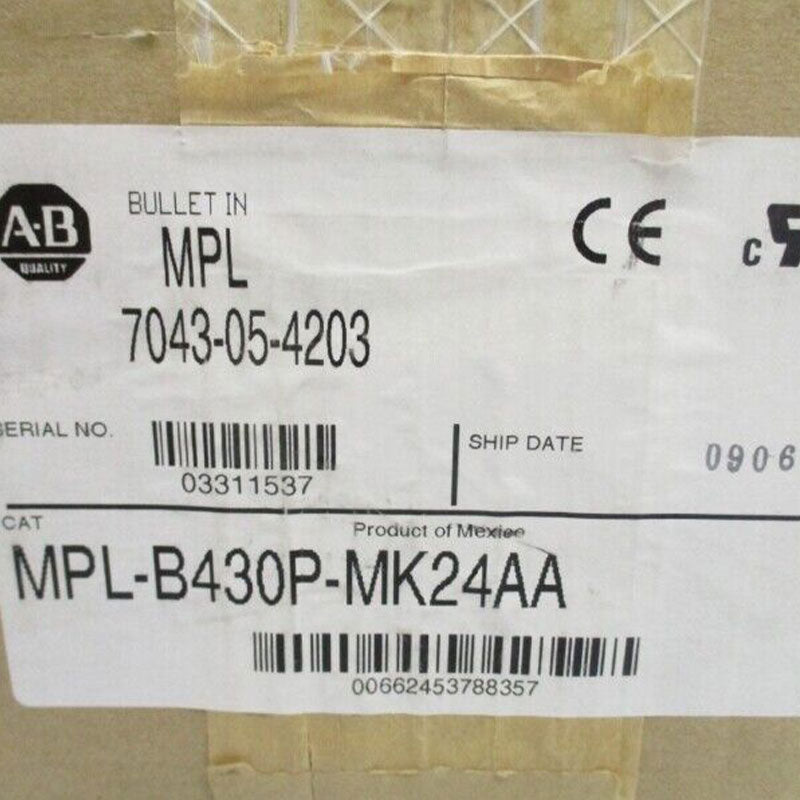 A-B
QUALITY
BULLET IN
MPL
7043-05-4203
CE
c
SERIAL NO.
03311537
SHIP DATE
0906
CAT
Product of Mexico
MPL-B430P-MK24AA
00662453788357